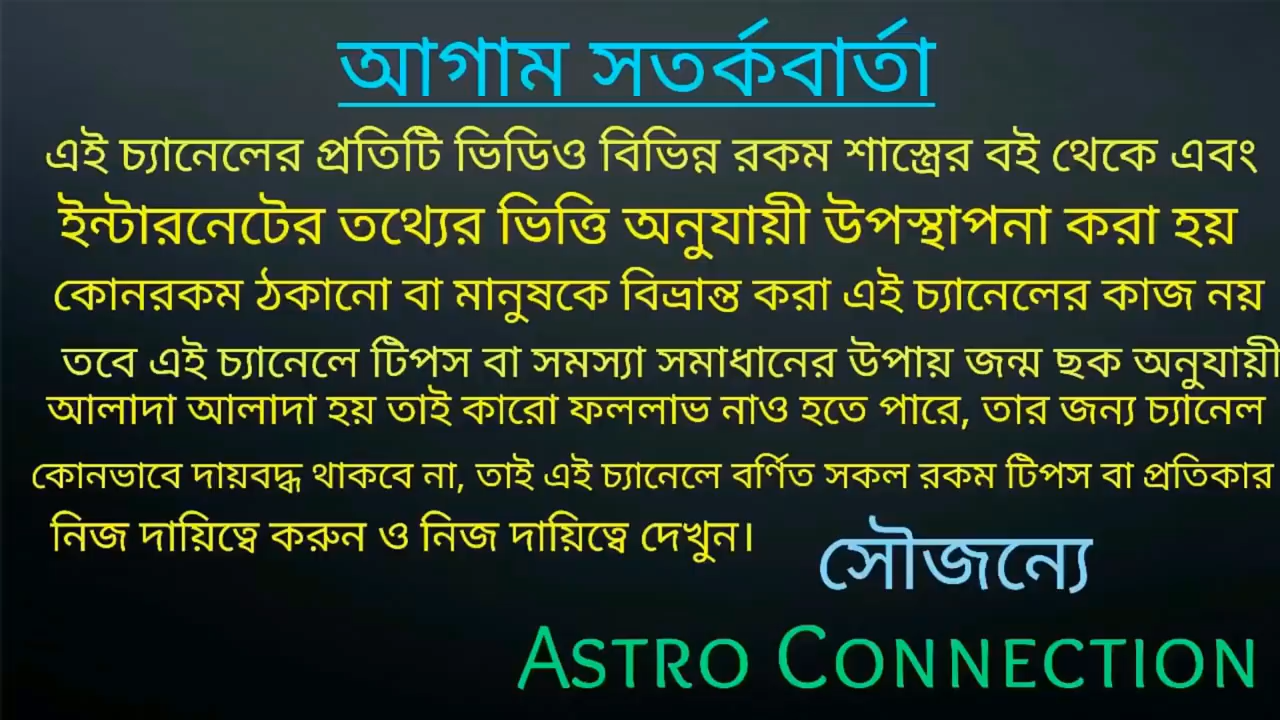 আগাম সতর্কবার্তা
এই চ্যানেলের প্রতিটি ভিডিও বিভিন্ন রকম শাস্ত্রের বই থেকে এবং
ইন্টারনেটের তথ্যের ভিত্তি অনুযায়ী উপস্থাপনা করা হয়
কোনরকম ঠকানো বা মানুষকে বিভ্রান্ত করা এই চ্যানেলের কাজ নয়
তবে এই চ্যানেলে টিপস বা সমস্যা সমাধানের উপায় জন্ম ছক অনুযায়ী
আলাদা আলাদা হয় তাই কারো ফললাভ নাও হতে পারে, তার জন্য চ্যানেল
কোনভাবে দায়বদ্ধ থাকবে না, তাই এই চ্যানেলে বর্ণিত সকল রকম টিপস বা প্রতিকার
নিজ দায়িত্বে করুন ও নিজ দায়িত্বে দেখুন।
সৌজন্যে
ASTRO CONNECTION